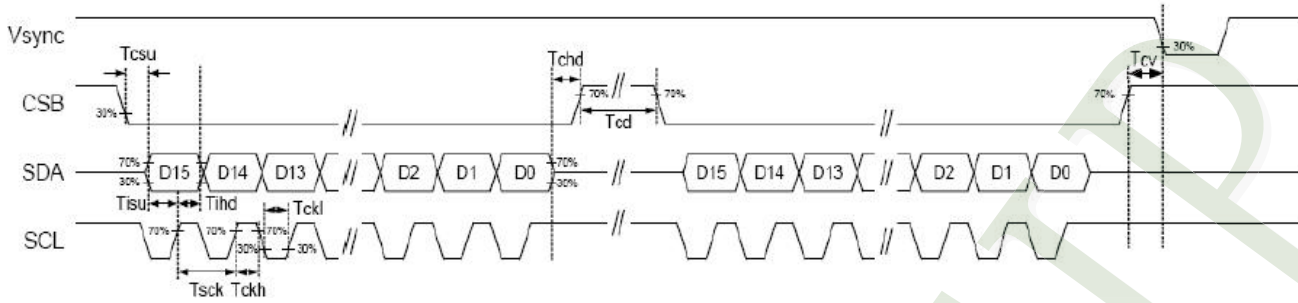 Vsync
30%
Tcsu
Tchd
Tcv
CSB
30%
70%
70%
70%
Tcd
SDA
70%
30%
D15
D14
D13
D2
D1
D0
70%
30%
D15
D14
D13
D2
D1
D0
Tisu
Tihd
Tckl
SCL
70%
70%
70%
30%
30%
Tsck
Tckh